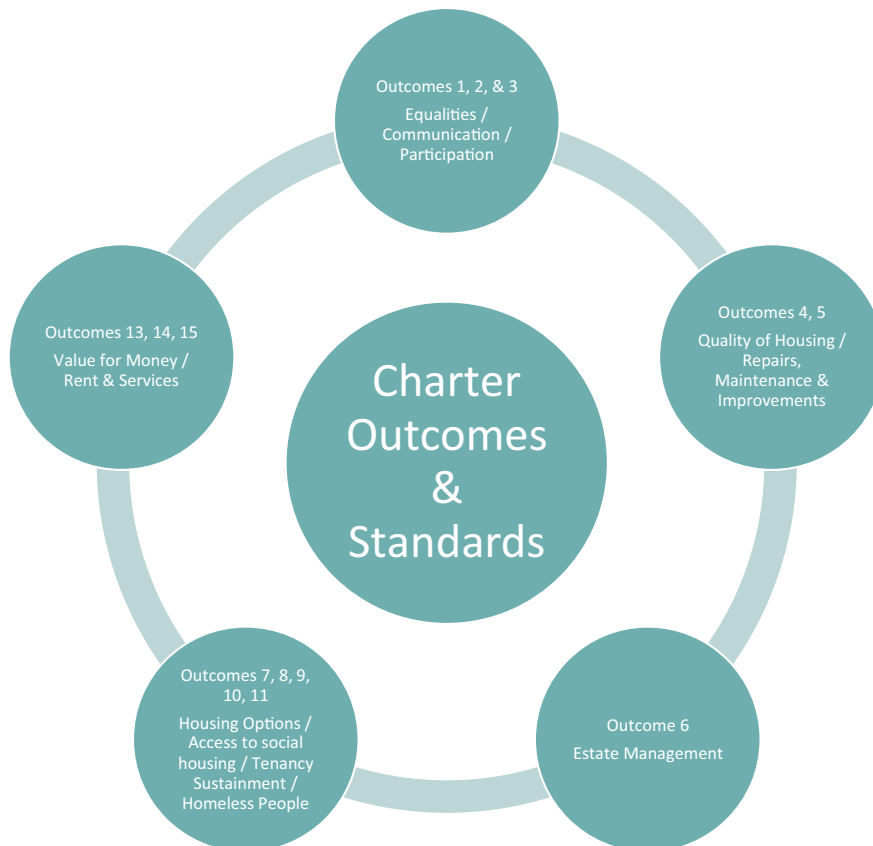 Outcomes 1, 2, & 3
Equalities /
Communication /
Participation
Outcomes 4, 5
Quality of Housing /
Repairs,
Maintenance &
Improvements
Outcome 6
Estate Management
Outcomes 7, 8, 9,
10, 11
Housing Options /
Access to social
housing / Tenancy
Sustainment /
Homeless People
Outcomes 13, 14, 15
Value for Money /
Rent & Services
Charter
Outcomes
&
Standards